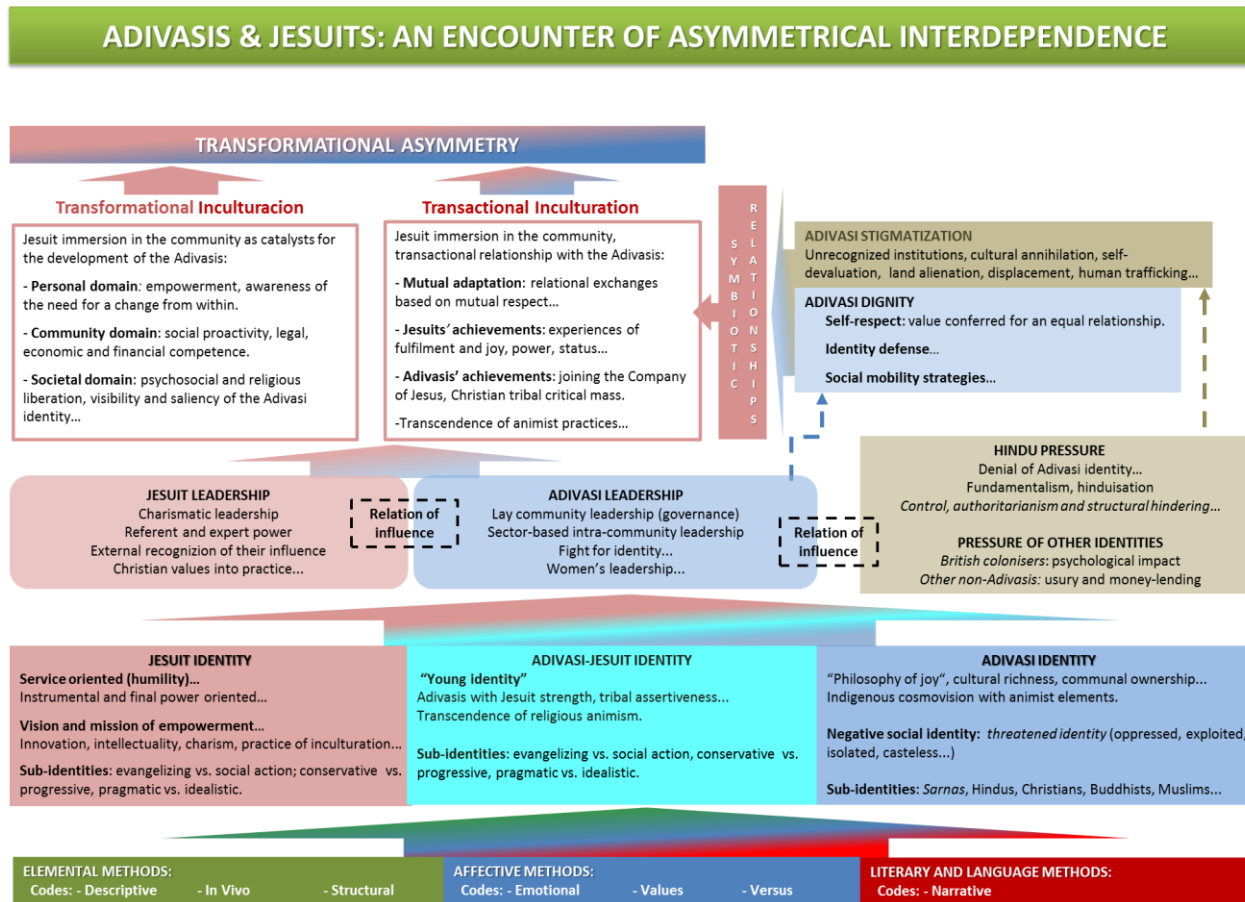 ADIVASIS & JESUITS: AN ENCOUNTER OF ASYMMETRICAL INTERDEPENDENCE
TRANSFORMATIONAL ASYMMETRY
Transformational Inculturacion
Jesuit immersion in the community as catalysts for
the development of the Adivasis:
- Personal domain: empowerment, awareness of
the need for a change from within.
- Community domain: social proactivity, legal,
economic and financial competence.
- Societal domain: psychosocial and religious
liberation, visibility and saliency of the Adivasi
identity...
Transactional Inculturation
Jesuit immersion in the community,
transactional relationship with the Adivasis:
- Mutual adaptation: relational exchanges
based on mutual respect...
- Jesuits’ achievements: experiences of
fulfilment and joy, power, status...
- Adivasis’ achievements: joining the Company
of Jesus, Christian tribal critical mass.
-Transcendence of animist practices...
SYMBIOTIC
RELATIONSHIPS
ADIVASI STIGMATIZATION
Unrecognized institutions, cultural annihilation, self-
devaluation, land alienation, displacement, human trafficking...
ADIVASI DIGNITY
Self-respect: value conferred for an equal relationship.
Identity defense...
Social mobility strategies...
JESUIT LEADERSHIP
Charismatic leadership
Referent and expert power
External recognizion of their influence
Christian values into practice...
Relation of
influence
ADIVASI LEADERSHIP
Lay community leadership (governance)
Sector-based intra-community leadership
Fight for identity...
Women’s leadership...
Relation of
influence
HINDU PRESSURE
Denial of Adivasi identity...
Fundamentalism, hinduisation
Control, authoritarianism and structural hindering...
PRESSURE OF OTHER IDENTITIES
British colonisers: psychological impact
Other non-Adivasis: usury and money-lending
JESUIT IDENTITY
Service oriented (humility)...
Instrumental and final power oriented...
Vision and mission of empowerment...
Innovation, intellectuality, charism, practice of inculturation...
Sub-identities: evangelizing vs. social action; conservative vs.
progressive, pragmatic vs. idealistic.
ADIVASI-JESUIT IDENTITY
“Young identity”
Adivasis with Jesuit strength, tribal assertiveness...
Transcendence of religious animism.
Sub-identities: evangelizing vs. social action, conservative vs.
progressive, pragmatic vs. idealistic.
ADIVASI IDENTITY
“Philosophy of joy“, cultural richness, communal ownership...
Indigenous cosmovision with animist elements.
Negative social identity: threatened identity (oppressed, exploited,
isolated, casteless...)
Sub-identities: Sarnas, Hindus, Christians, Buddhists, Muslims...
ELEMENTAL METHODS:
Codes: - Descriptive - In Vivo - Structural
AFFECTIVE METHODS:
Codes: - Emotional - Values - Versus
LITERARY AND LANGUAGE METHODS:
Codes: - Narrative